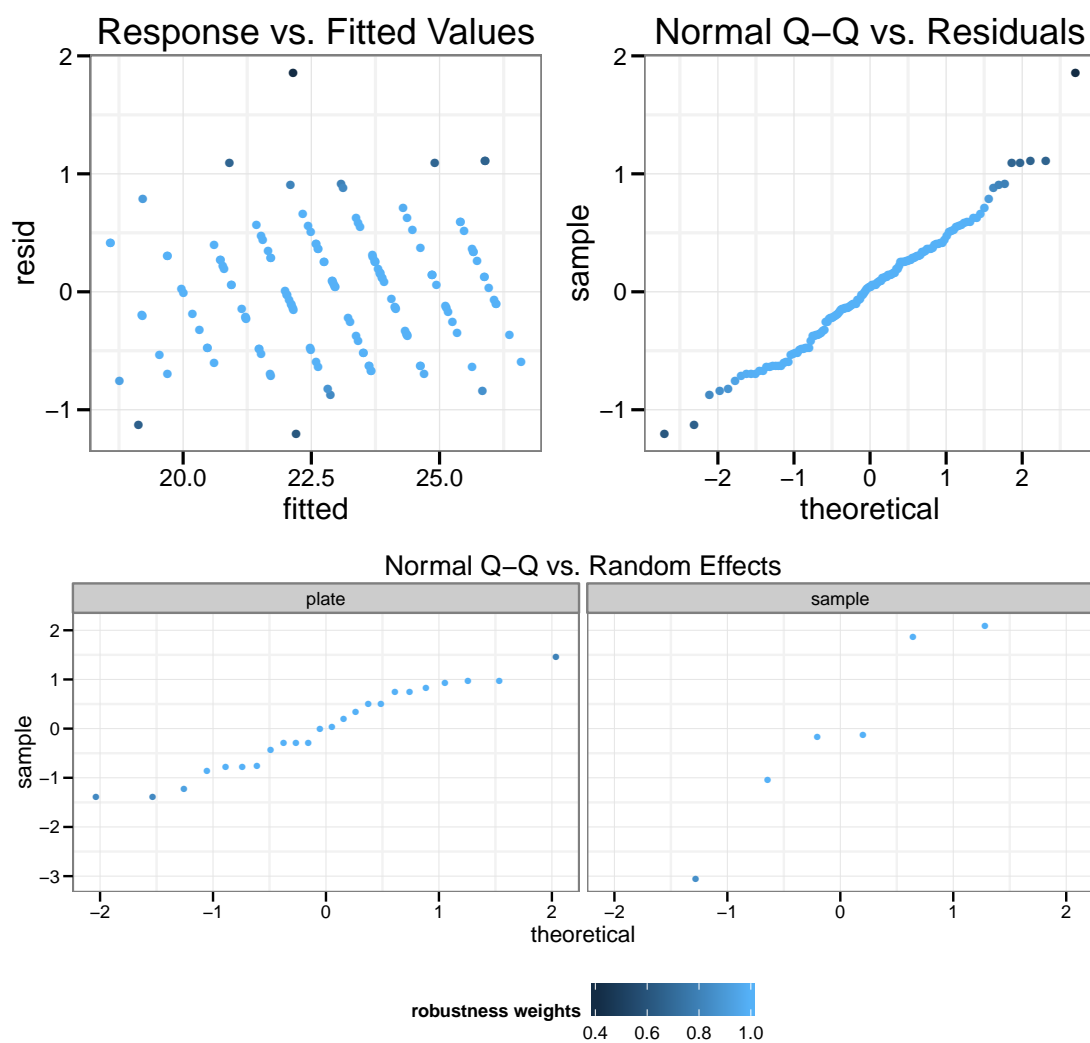 Response vs. Fitted Values
Normal Q−Q vs. Residuals
2
1
0
−1
resid
20.0 22.5 25.0
fitted
2
1
0
−1
sample
−2 −1 0 1 2
theoretical
Normal Q−Q vs. Random Effects
plate sample
2
1
0
−1
−2
−3
sample
−2 −1 0 1 2 −2 −1 0 1 2
theoretical
robustness weights
0.4 0.6 0.8 1.0